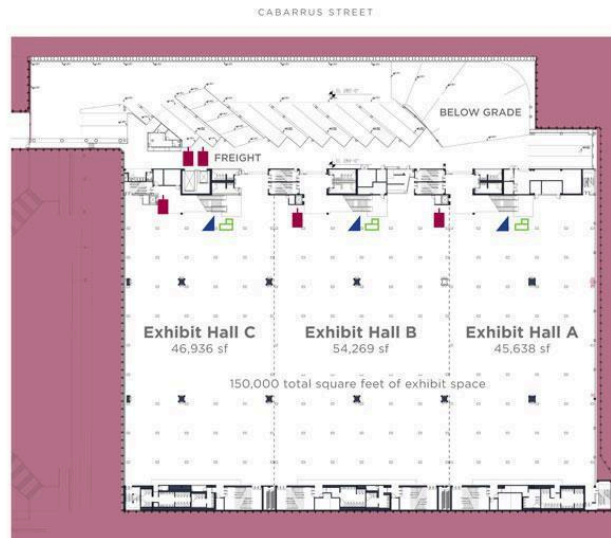 CABARRUS STREET
BELOW GRADE
FREIGHT
Exhibit Hall C
46,936 sf
Exhibit Hall B
54,269 sf
Exhibit Hall A
45,638 sf
150,000 total square feet of exhibit space